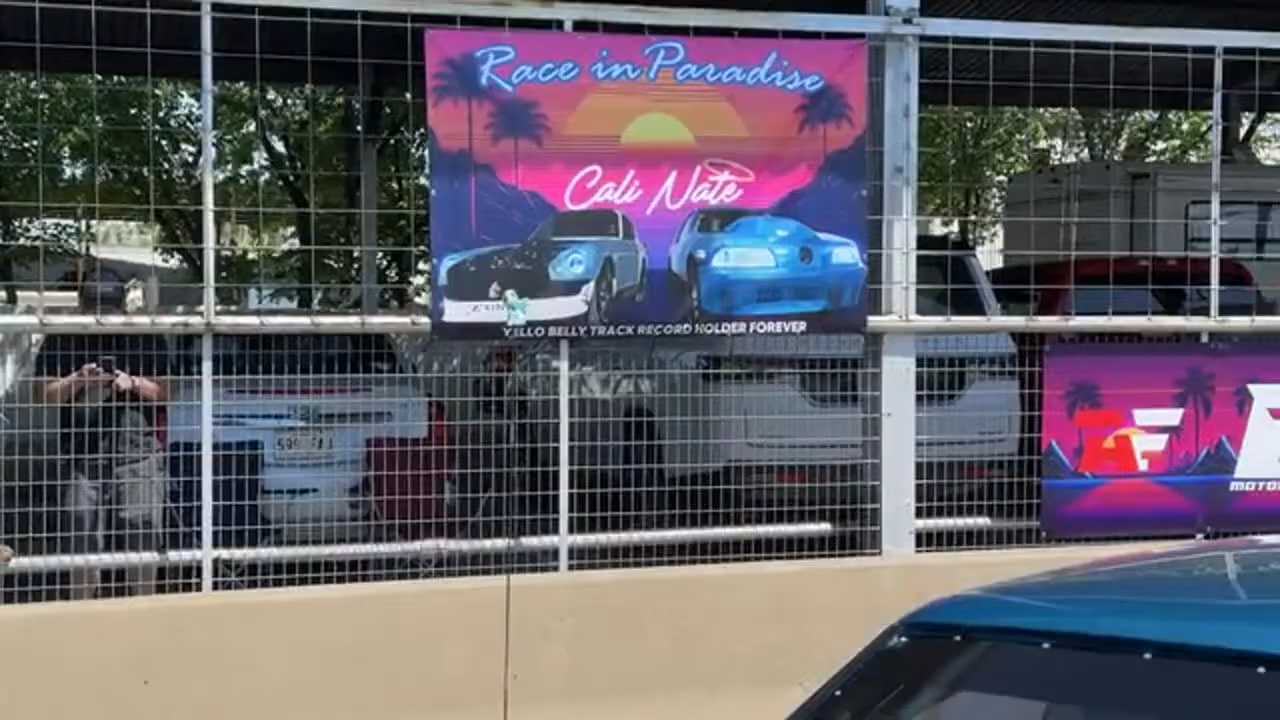 Race in Paradise
Cali Nate
YELLO BELLY TRACK RECORD HOLDER FOREVER